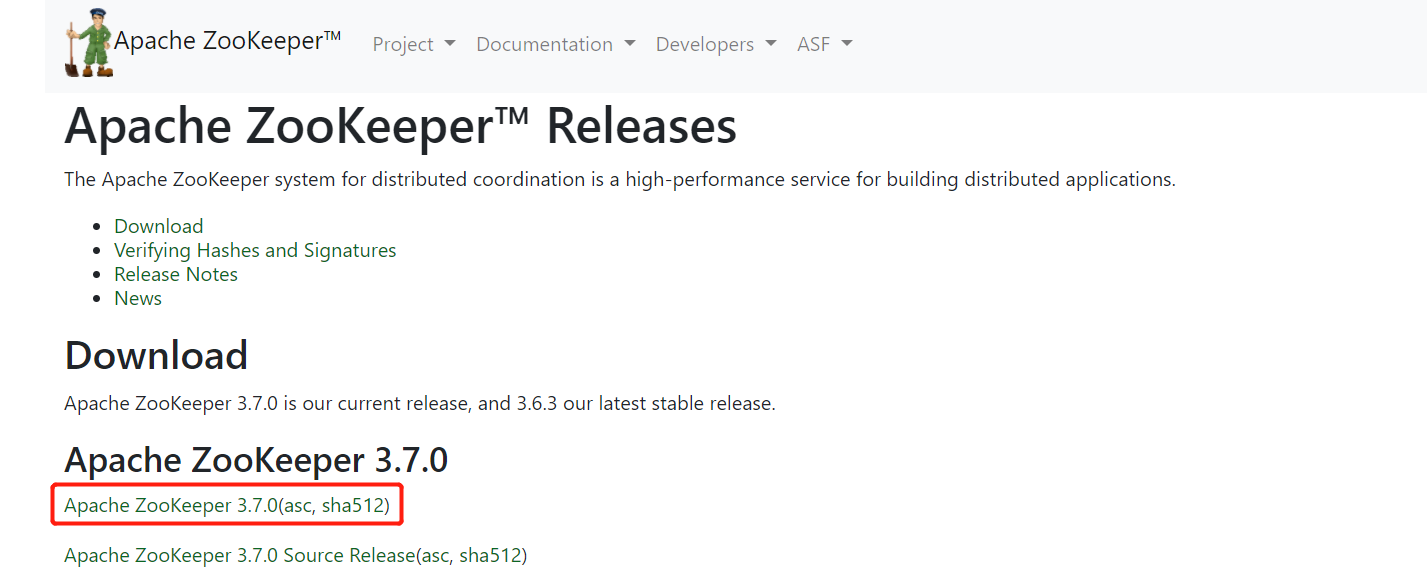 Apache ZooKeeper™ Project Documentation Developers ASF
Apache ZooKeeper™ Releases
The Apache ZooKeeper system for distributed coordination is a high-performance service for building distributed applications.
Download
Verifying Hashes and Signatures
Release Notes
News
Download
Apache ZooKeeper 3.7.0 is our current release, and 3.6.3 our latest stable release.
Apache ZooKeeper 3.7.0
Apache ZooKeeper 3.7.0(asc, sha512)
Apache ZooKeeper 3.7.0 Source Release(asc, sha512)